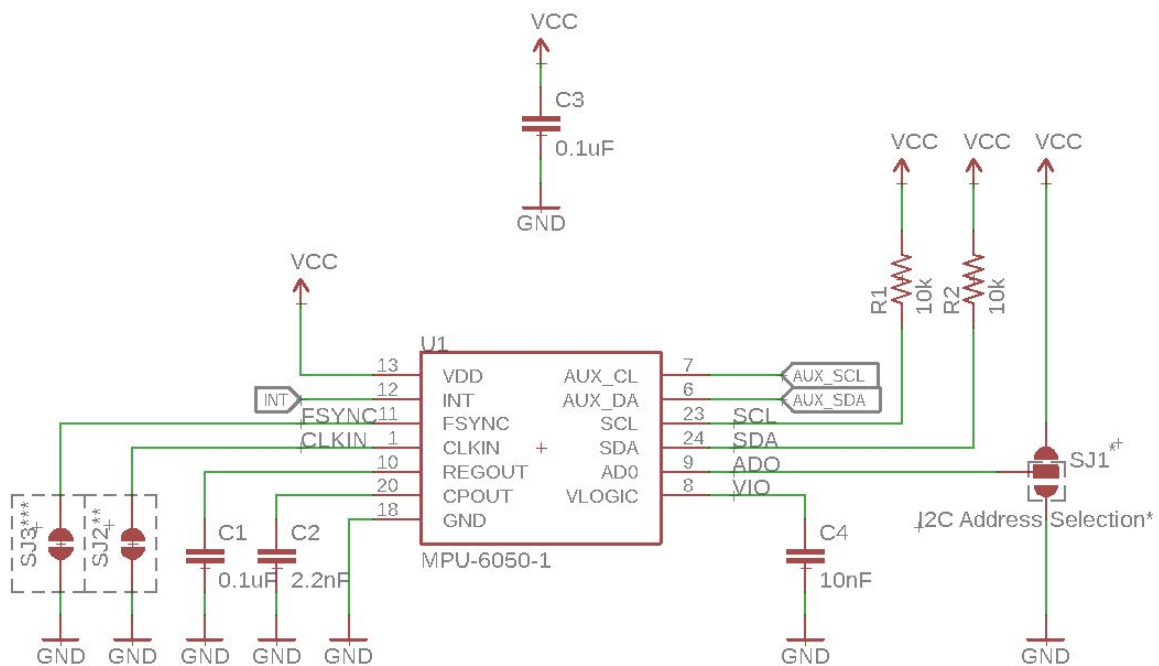 VCC
C3
0.1uF
GND
VCC
VCC
VCC
R1
10k
R2
10k
VCC
U1
13
VDD
AUX_CL
7
AUX_SCL
INT
12
INT
AUX_DA
6
AUX_SDA
FSYNC
11
FSYNC
SCL
23
SCL
CLKIN
1
CLKIN
SDA
24
SDA
10
REGOUT
AD0
9
ADO
SJ1*
20
CPOUT
VLOGIC
8
VIO
18
GND
I2C Address Selection*
SJ3***
SJ2**
C1
0.1uF
C2
2.2nF
MPU-6050-1
C4
10nF
GND
GND
GND
GND
GND
GND
GND